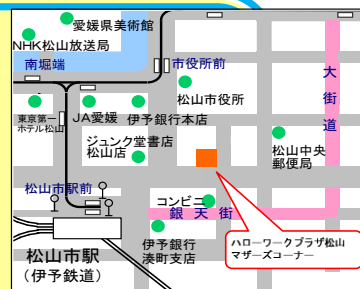 愛媛県美術館
NHK松山放送局
南堀端
市役所前
大街道
松山市役所
東京第一
ホテル松山
JA愛媛
伊予銀行本店
ジュンク堂書店
松山店
松山中央
郵便局
松山市駅前
コンビニ
銀天街
伊予銀行
湊町支店
松山市駅
(伊予鉄道)
ハローワークプラザ松山
マザーズコーナー